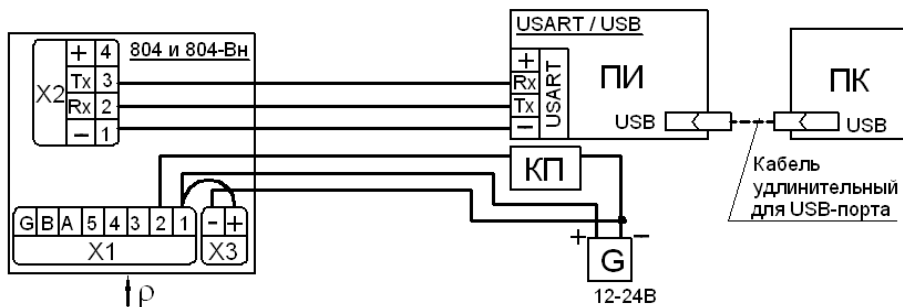 804 и 804-Вн
X2
+ 4
Tx 3
Rx 2
− 1
USART / USB
+
Rx
Tx
−
USART
ПИ
USB
ПК
USB
Кабель
удлинительный
для USB-порта
КП
G B A 5 4 3 2 1
X1
− +
X3
+ −
G
12-24В
ρ